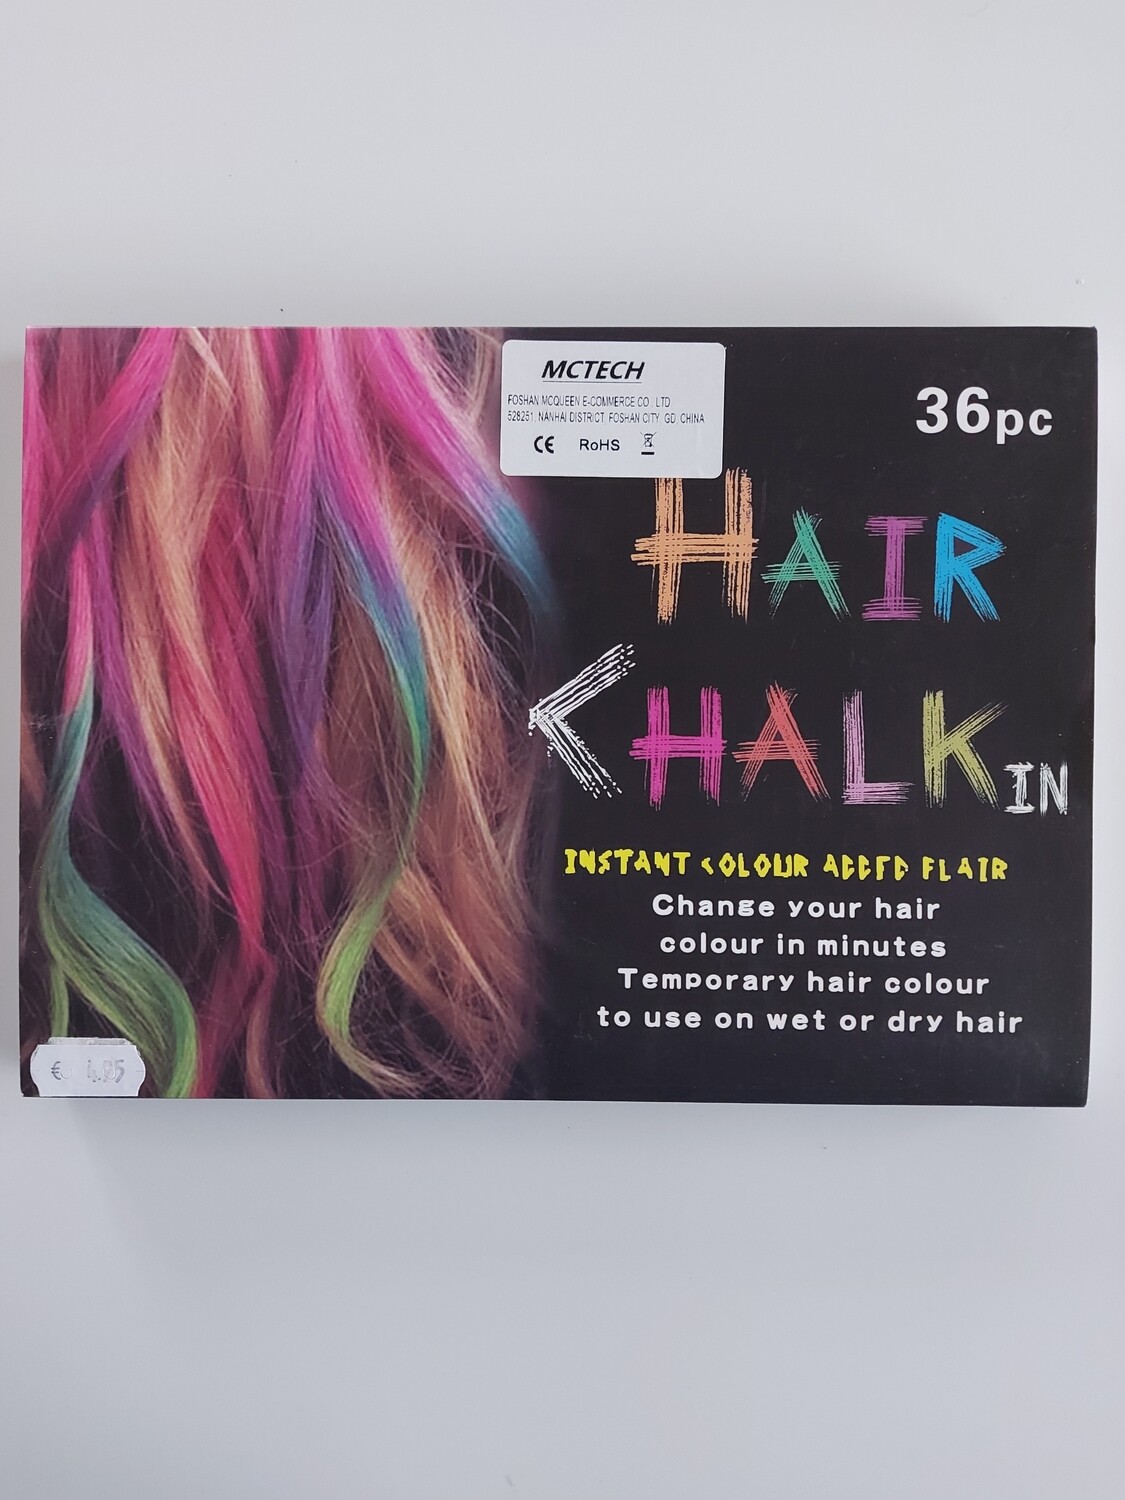 MCTECH
FOSHAN MCQUEEN E-COMMERCE CO., LTD
528251, NANHAI DISTRICT, FOSHAN CITY, GD, CHINA
CE RoHS
36pc
HAIR
CHALKIN
INSTANT COLOUR ADDED FLAIR
Change your hair
colour in minutes
Temporary hair colour
to use on wet or dry hair
€ 4.95